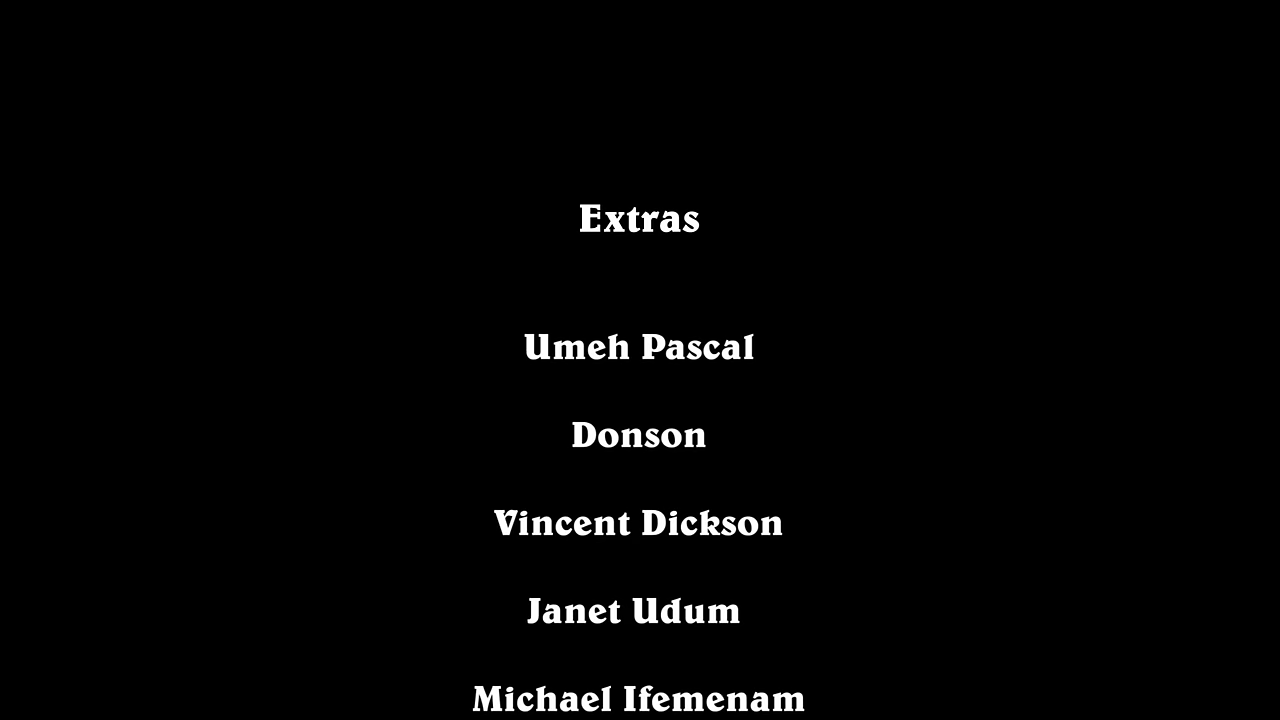 Extras
Umeh Pascal
Donson
Vincent Dickson
Janet Udum
Michael Ifemenam